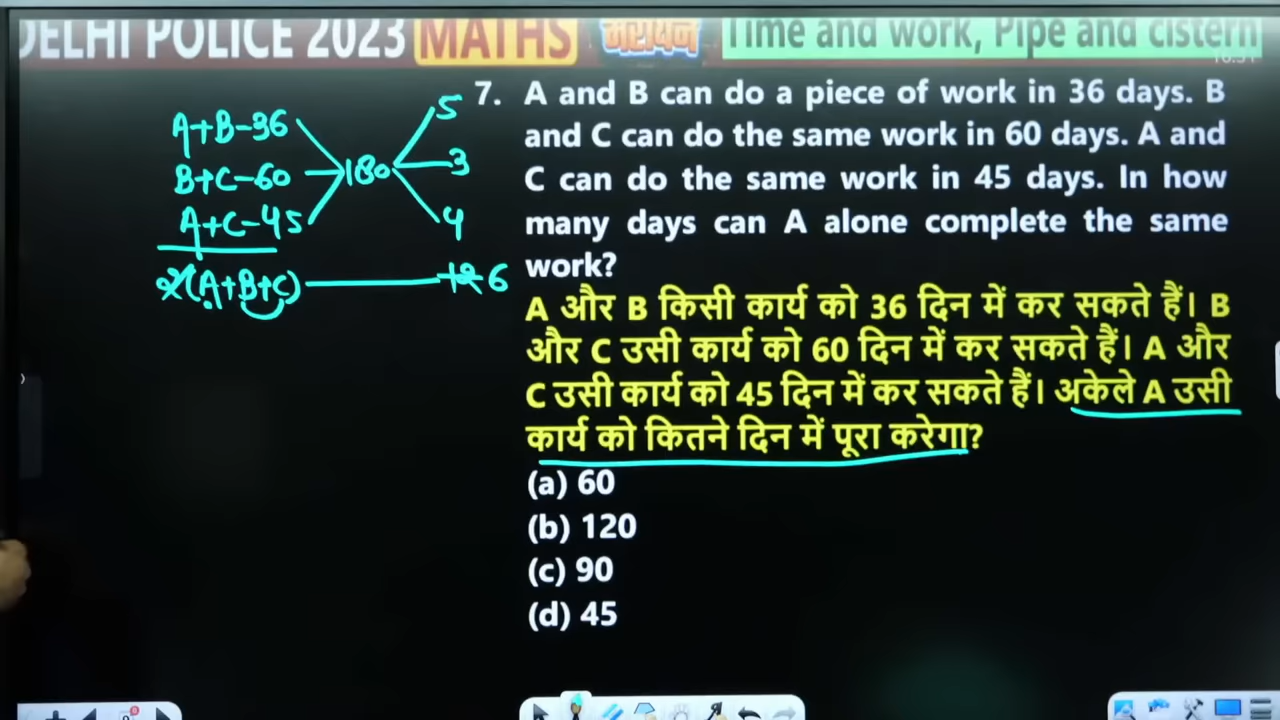 DELHI POLICE 2023 MATHS Time and work, Pipe and cistern
7. A and B can do a piece of work in 36 days. B
and C can do the same work in 60 days. A and
C can do the same work in 45 days. In how
many days can A alone complete the same
work?
A और B किसी कार्य को 36 दिन में कर सकते हैं। B
और C उसी कार्य को 60 दिन में कर सकते हैं। A और
C उसी कार्य को 45 दिन में कर सकते हैं। अकेले A उसी
कार्य को कितने दिन में पूरा करेगा?
(a) 60
(b) 120
(c) 90
(d) 45
A+B-36
B+C-60
A+C-45
180
5
3
4
2(A+B+C)
12 6